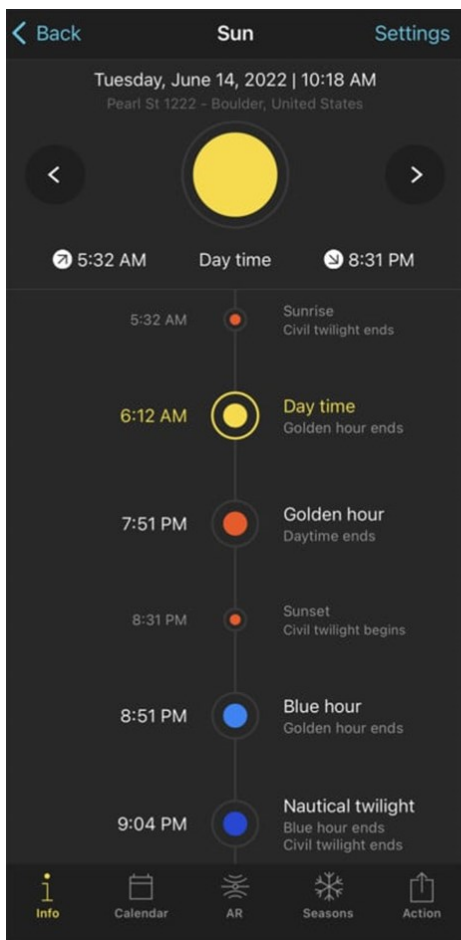 Back Sun Settings
Tuesday, June 14, 2022 | 10:18 AM
Pearl St 1222 - Boulder, United States
5:32 AM Day time 8:31 PM
5:32 AM Sunrise
Civil twilight ends
6:12 AM Day time
Golden hour ends
7:51 PM Golden hour
Daytime ends
8:31 PM Sunset
Civil twilight begins
8:51 PM Blue hour
Golden hour ends
9:04 PM Nautical twilight
Blue hour ends
Civil twilight ends
Info Calendar AR Seasons Action